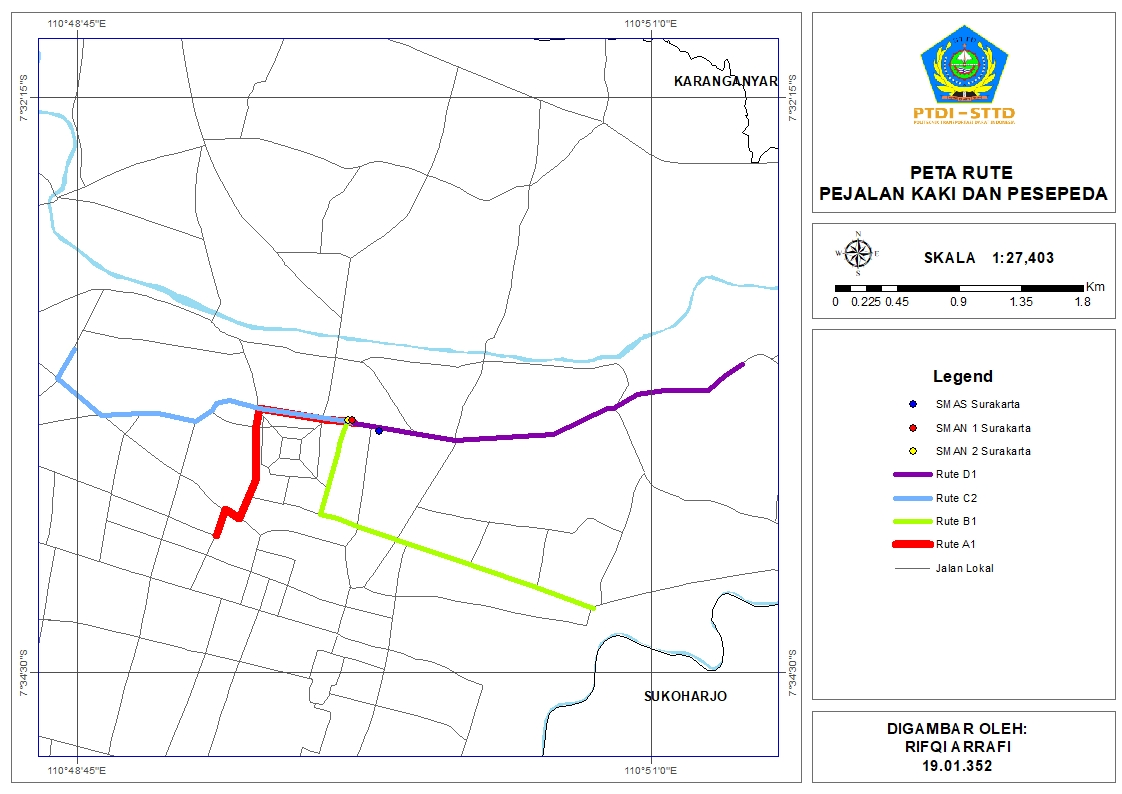 110°48'45"E
110°51'0"E
7°32'15"S
7°32'15"S
KARANGANYAR
SUKOHARJO
7°34'30"S
7°34'30"S
110°48'45"E
110°51'0"E
PTDI - STTD
PETA RUTE
PEJALAN KAKI DAN PESEPEDA
N
W E
S
SKALA 1:27,403
Km
0 0.225 0.45 0.9 1.35 1.8
Legend
SMAS Surakarta
SMAN 1 Surakarta
SMAN 2 Surakarta
Rute D1
Rute C2
Rute B1
Rute A1
Jalan Lokal
DIGAMBAR OLEH:
RIFQI ARRAFI
19.01.352